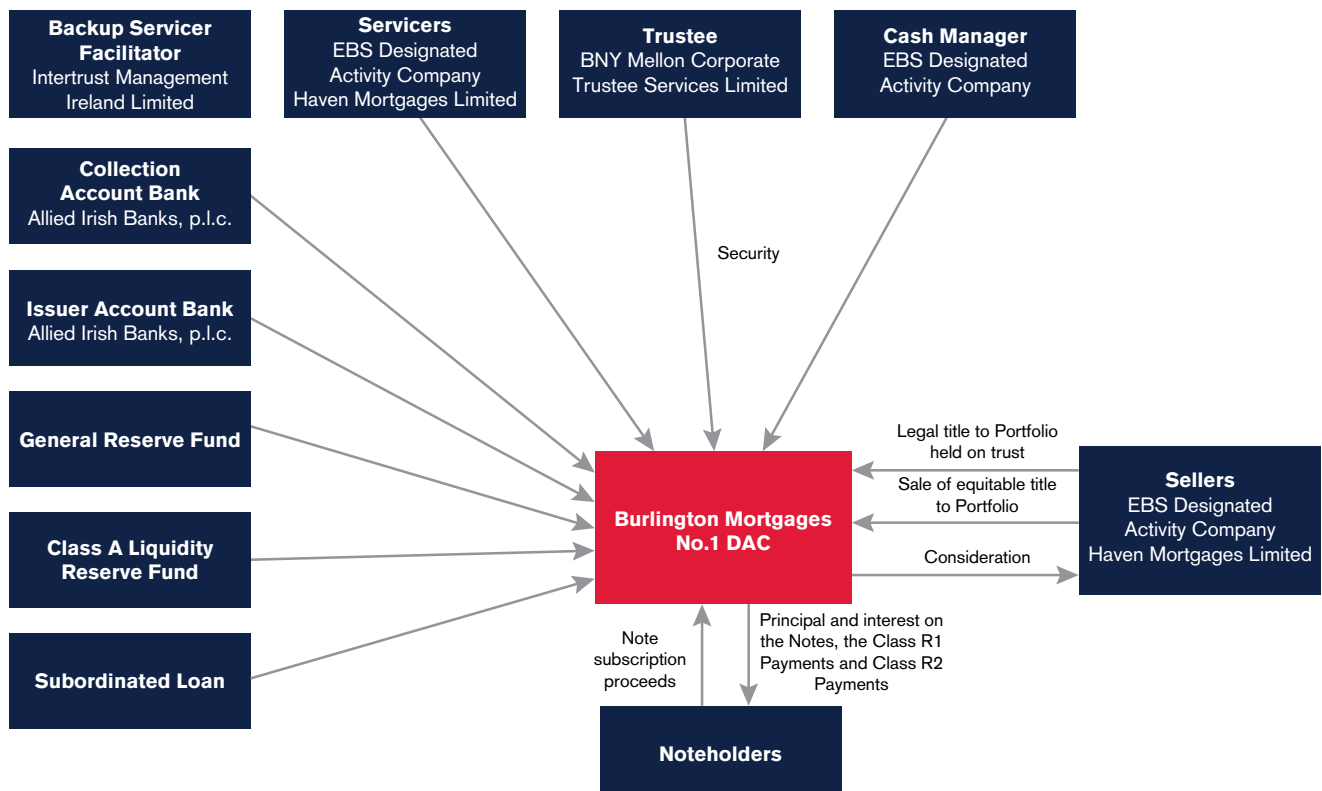 Backup Servicer
Facilitator
Intertrust Management
Ireland Limited
Servicers
EBS Designated
Activity Company
Haven Mortgages Limited
Trustee
BNY Mellon Corporate
Trustee Services Limited
Cash Manager
EBS Designated
Activity Company
Collection
Account Bank
Allied Irish Banks, p.l.c.
Security
Issuer Account Bank
Allied Irish Banks, p.l.c.
General Reserve Fund
Class A Liquidity
Reserve Fund
Subordinated Loan
Burlington Mortgages
No.1 DAC
Legal title to Portfolio
held on trust
Sale of equitable title
to Portfolio
Consideration
Sellers
EBS Designated
Activity Company
Haven Mortgages Limited
Note
subscription
proceeds
Principal and interest on
the Notes, the Class R1
Payments and Class R2
Payments
Noteholders